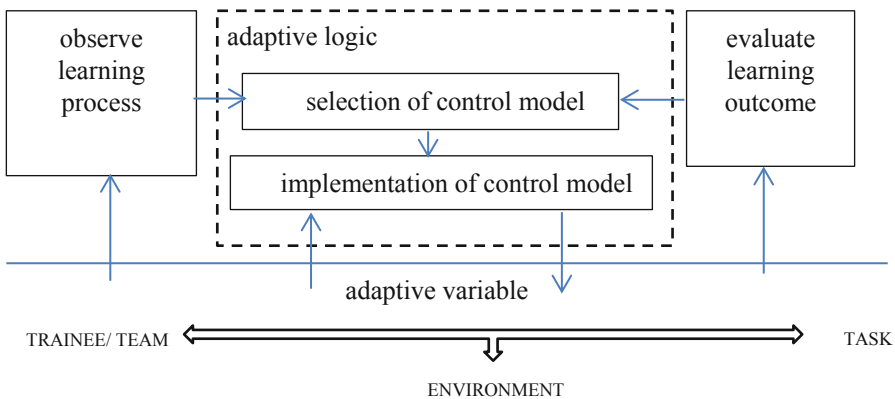 observe
learning
process
adaptive logic
selection of control model
implementation of control model
evaluate
learning
outcome
adaptive variable
TRAINEE/ TEAM
TASK
ENVIRONMENT